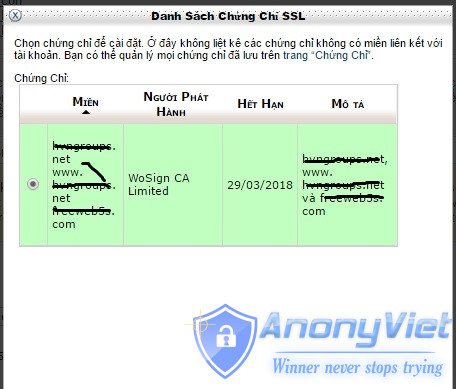 Danh Sách Chứng Chỉ SSL
Chọn chứng chỉ để cài đặt. Ở đây không liệt kê các chứng chỉ không có miền liên kết với
tài khoản. Bạn có thể quản lý mọi chứng chỉ đã lưu trên trang “Chứng Chỉ”.
Chứng Chỉ:
Miền
Người Phát
Hành
Hết Hạn
Mô tả
hvngroups.
net
www.
hvngroups.
net
freeweb5s.
com
WoSign CA
Limited
29/03/2018
hvngroups.net,
www.
hvngroups.net
và freeweb5s.
com
AnonyViet
Winner never stops trying